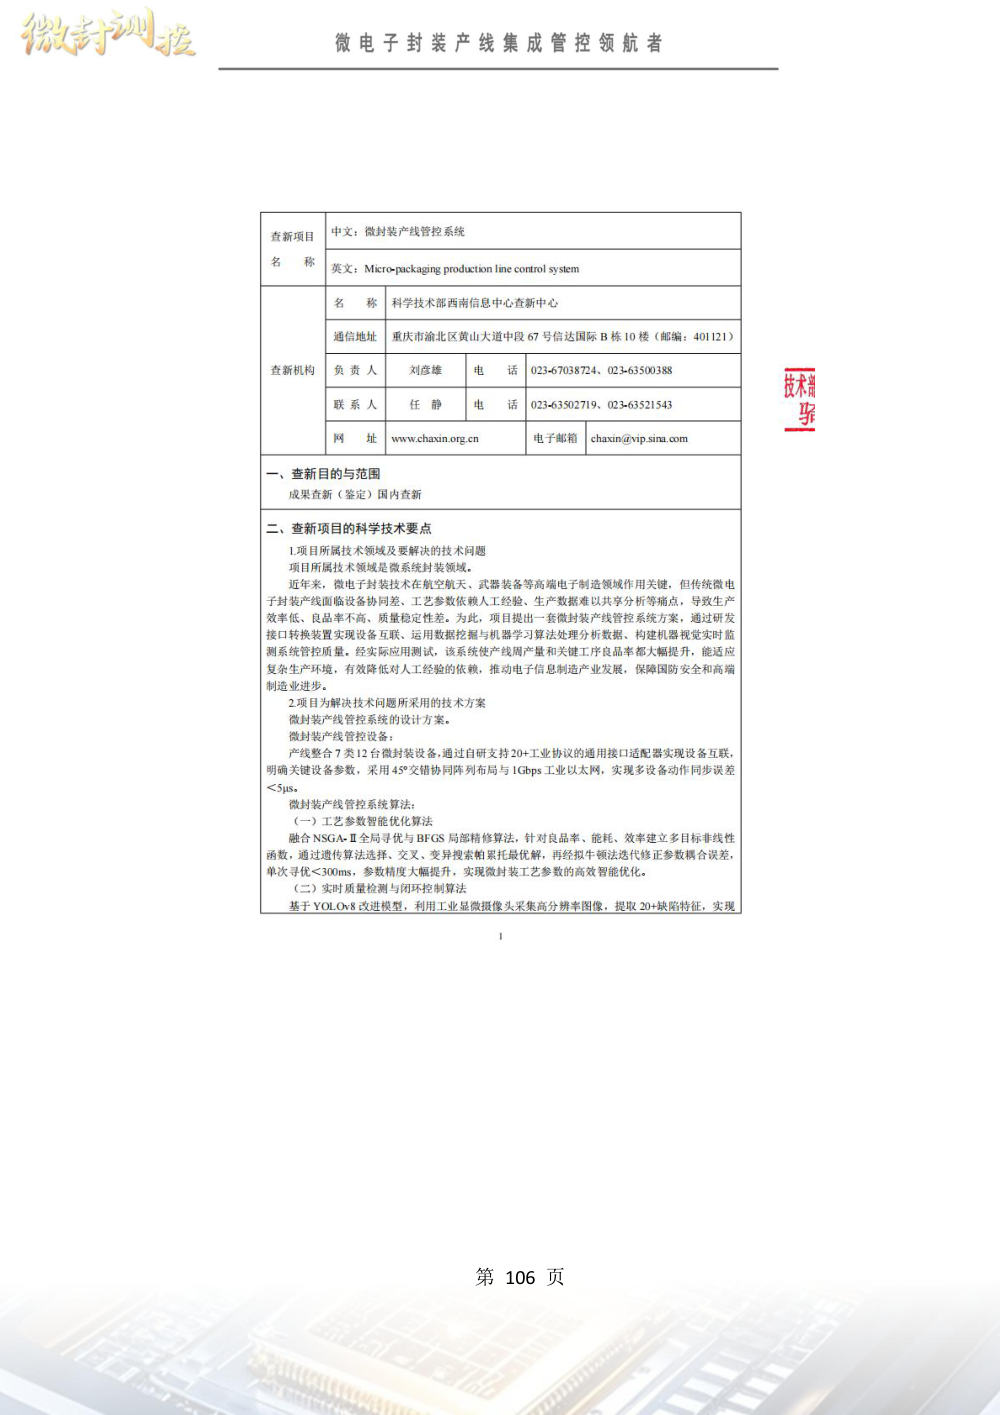 微封测控
微电子封装产线集成管控领航者
查新项目
名 称
中文：微封装产线管控系统
英文：Micro-packaging production line control system
查新机构
名 称 科学技术部西南信息中心查新中心
通信地址 重庆市渝北区黄山大道中段 67 号信达国际 B 栋 10 楼（邮编：401121）
负 责 人 刘彦雄 电 话 023-67038724、023-63500388
联 系 人 任 静 电 话 023-63502719、023-63521543
网 址 www.chaxin.org.cn 电子邮箱 chaxin@vip.sina.com
技术部
一、查新目的与范围
成果查新（鉴定）国内查新
二、查新项目的科学技术要点
1.项目所属技术领域及要解决的技术问题
项目所属技术领域是微系统封装领域。
近年来，微电子封装技术在航空航天、武器装备等高端电子制造领域作用关键，但传统微电
子封装产线面临设备协同差、工艺参数依赖人工经验、生产数据难以共享分析等痛点，导致生产
效率低、良品率不高、质量稳定性差。为此，项目提出一套微封装产线管控系统方案，通过研发
接口转换装置实现设备互联、运用数据挖掘与机器学习算法处理分析数据、构建机器视觉实时监
测系统管控质量。经实际应用测试，该系统使产线周产量和关键工序良品率都大幅提升，能适应
复杂生产环境，有效降低对人工经验的依赖，推动电子信息制造产业发展，保障国防安全和高端
制造业进步。
2.项目为解决技术问题所采用的技术方案
微封装产线管控系统的设计方案。
微封装产线管控设备：
产线整合 7 类 12 台微封装设备，通过自研支持 20+工业协议的通用接口适配器实现设备互联，
明确关键设备参数，采用 45°交错协同阵列布局与 1Gbps 工业以太网，实现多设备动作同步误差
＜5μs。
微封装产线管控系统算法：
（一）工艺参数智能优化算法
融合 NSGA-Ⅱ全局寻优与 BFGS 局部精修算法，针对良品率、能耗、效率建立多目标非线性
函数，通过遗传算法选择、交叉、变异搜索帕累托最优解，再经拟牛顿法迭代修正参数耦合误差，
单次寻优＜300ms，参数精度大幅提升，实现微封装工艺参数的高效智能优化。
（二）实时质量检测与闭环控制算法
基于 YOLOv8 改进模型，利用工业显微摄像头采集高分辨率图像，提取 20+缺陷特征，实现
1
第 106 页